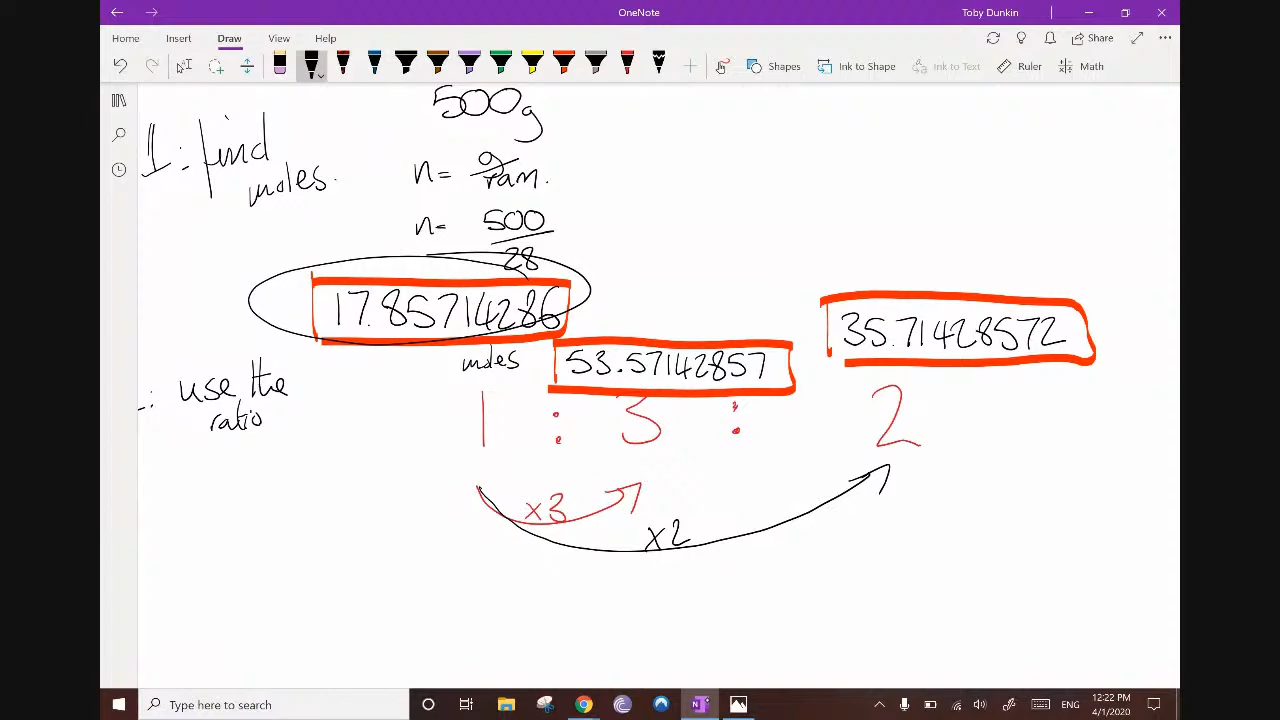 OneNote
Toby Dunkin
Home Insert Draw View Help
Share
Shapes Ink to Shape Ink to Text Ruler Math
500g
1: find
moles.
n= g/ram.
n= 500
28
17.85714286
moles
53.57142857
35.71428572
: use the
ratio
1 : 3 : 2
x3
x2
Type here to search
ENG
12:22 PM
4/1/2020